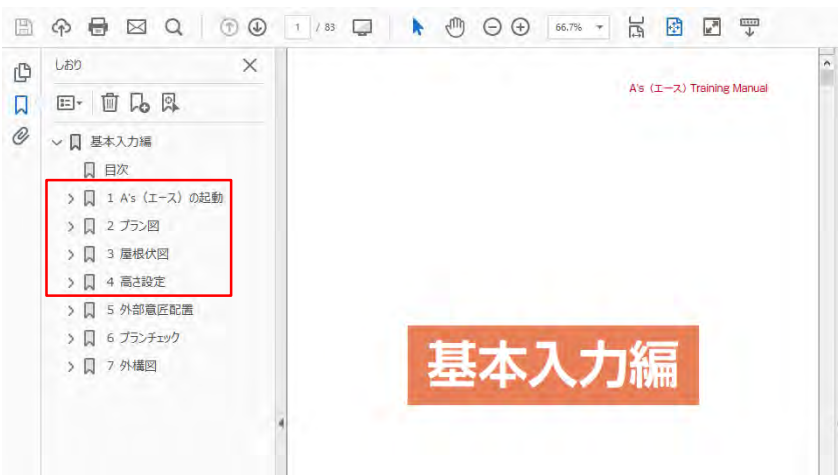 1 / 83
66.7%
しおり
A's（エース）Training Manual
基本入力編
目次
1 A's（エース）の起動
2 プラン図
3 屋根伏図
4 高さ設定
5 外部意匠配置
6 プランチェック
7 外構図
基本入力編